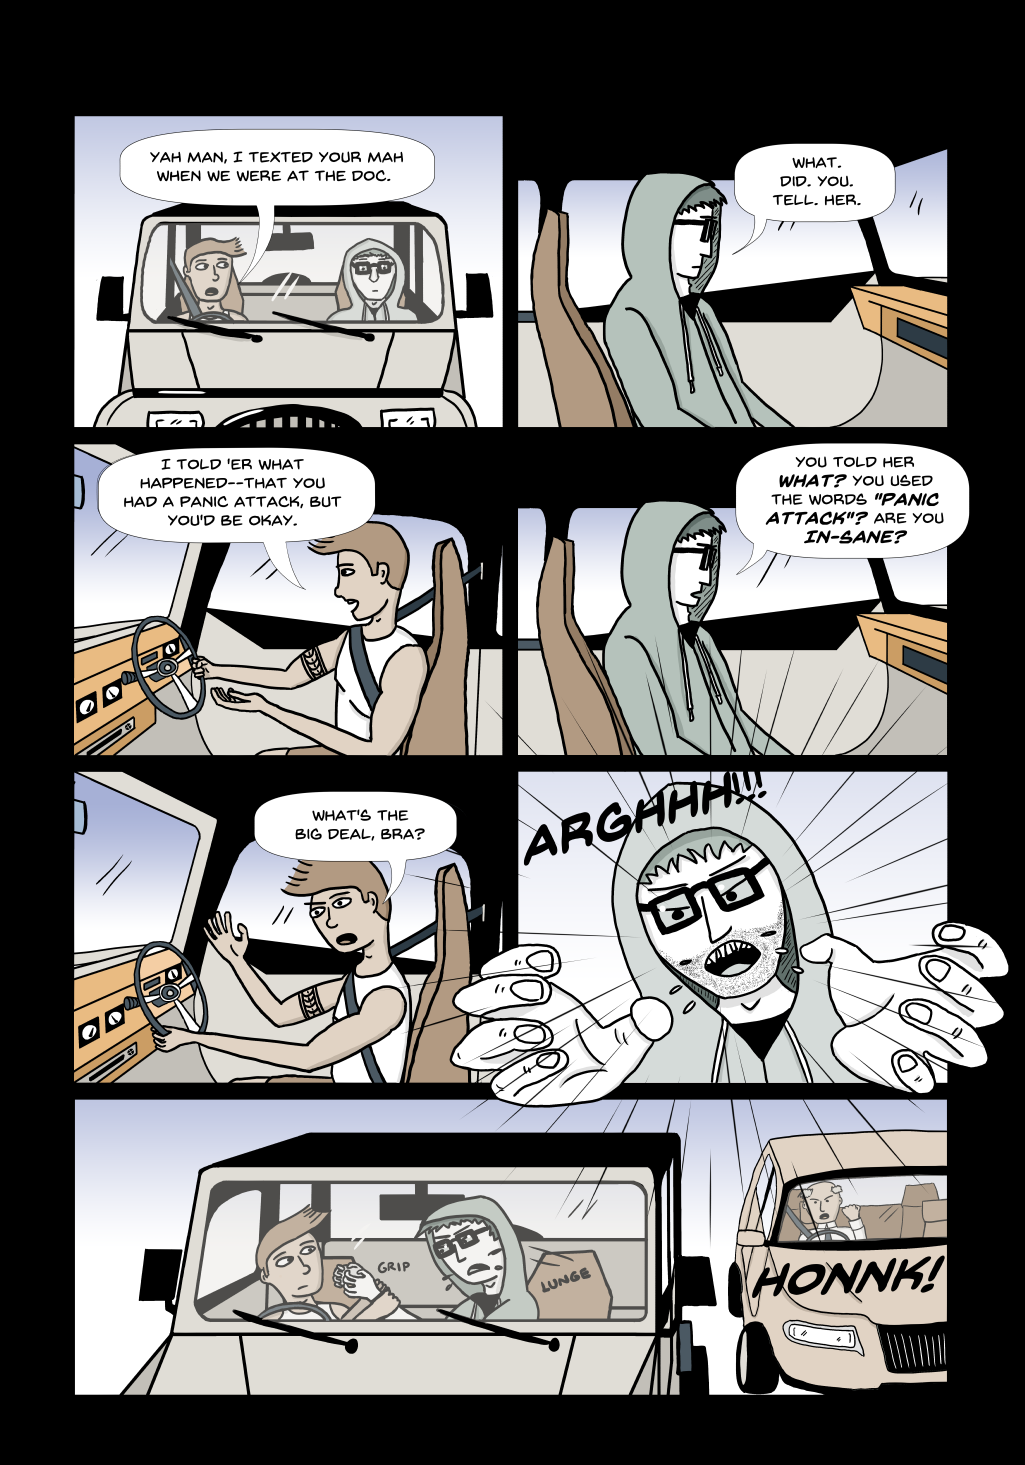 YAH MAN, I TEXTED YOUR MAH
WHEN WE WERE AT THE DOC.
WHAT.
DID. YOU.
TELL. HER.
I TOLD 'ER WHAT
HAPPENED--THAT YOU
HAD A PANIC ATTACK, BUT
YOU'D BE OKAY.
YOU TOLD HER
WHAT? YOU USED
THE WORDS "PANIC
ATTACK"? ARE YOU
IN-SANE?
WHAT'S THE
BIG DEAL, BRA?
ARGHHH!!!
GRIP
LUNGE
HONNK!